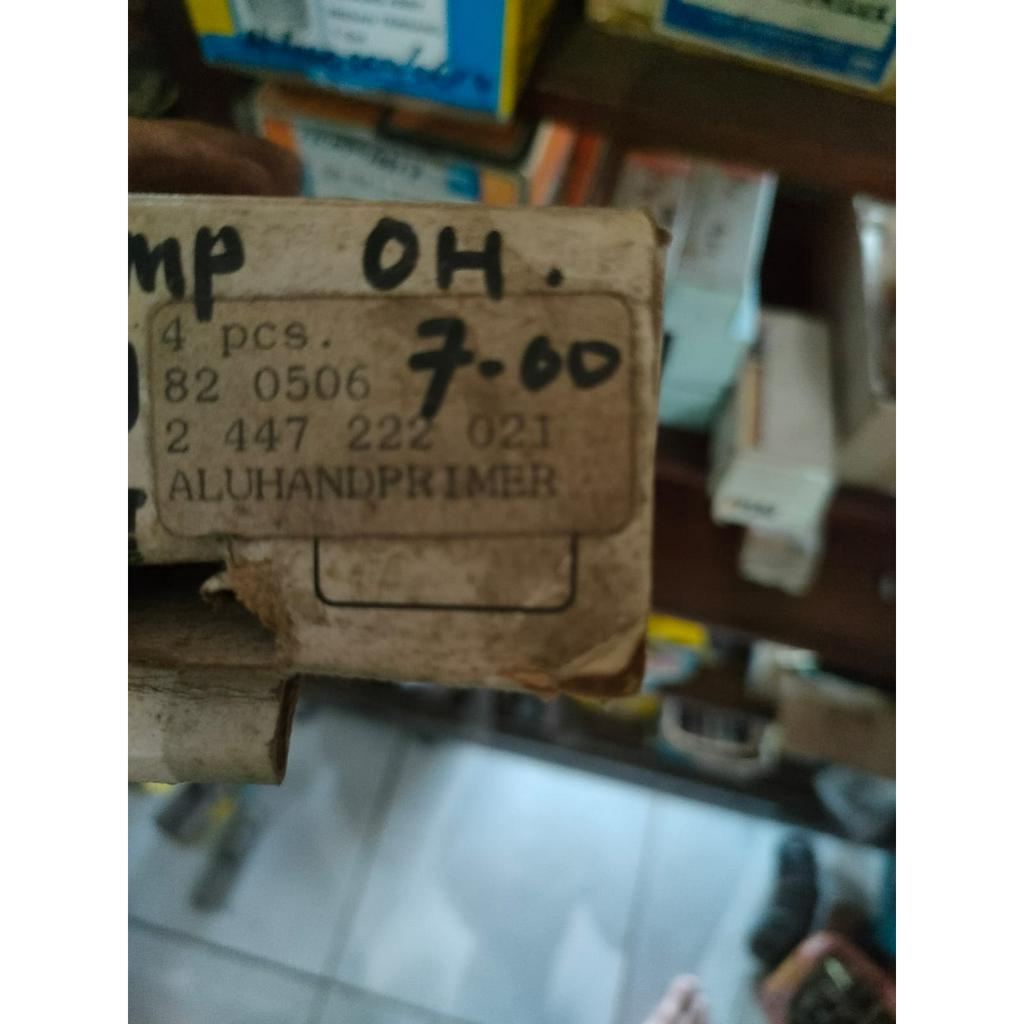 mp OH.
4 pcs.
7-00
82 0506
2 447 222 021
ALUHANDPRIMER